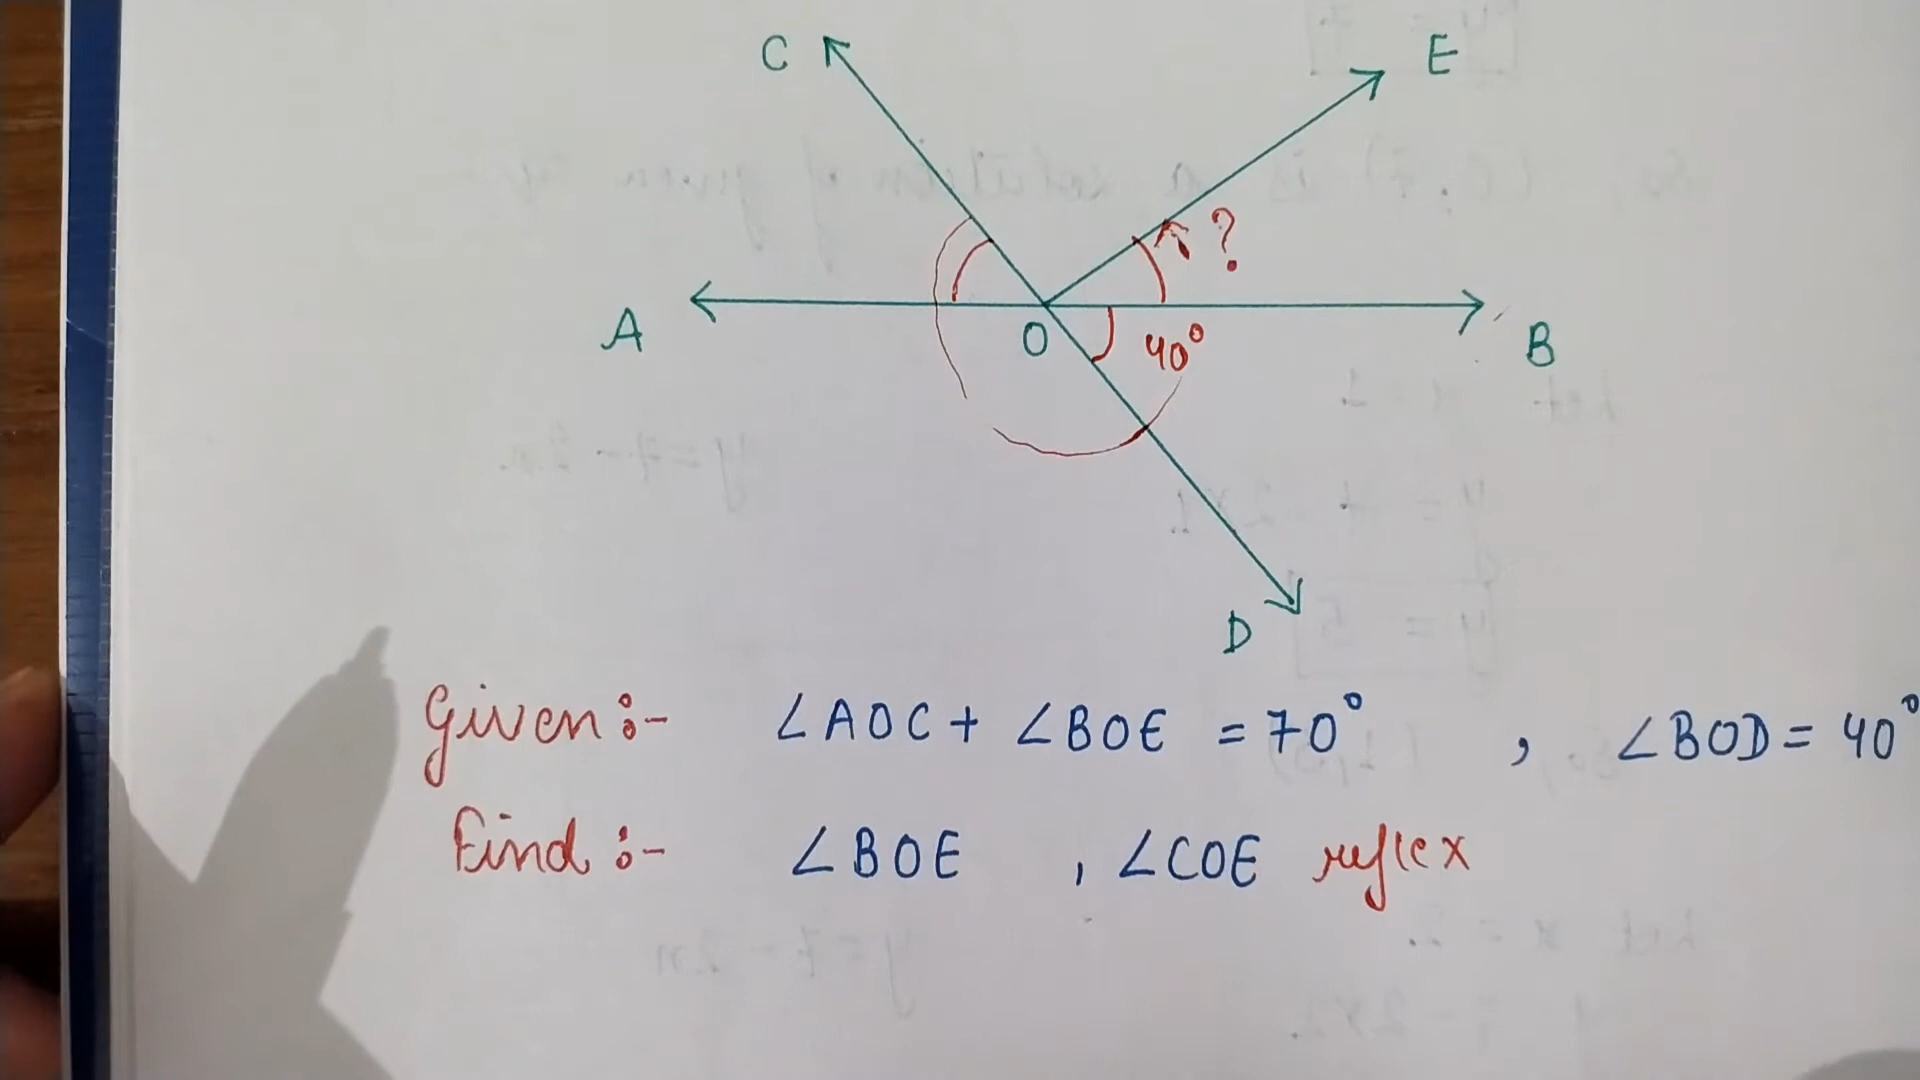 C
E
?
A
O
40°
B
D
Given :- ∠AOC + ∠BOE = 70° , ∠BOD = 40°
Find :- ∠BOE , ∠COE reflex